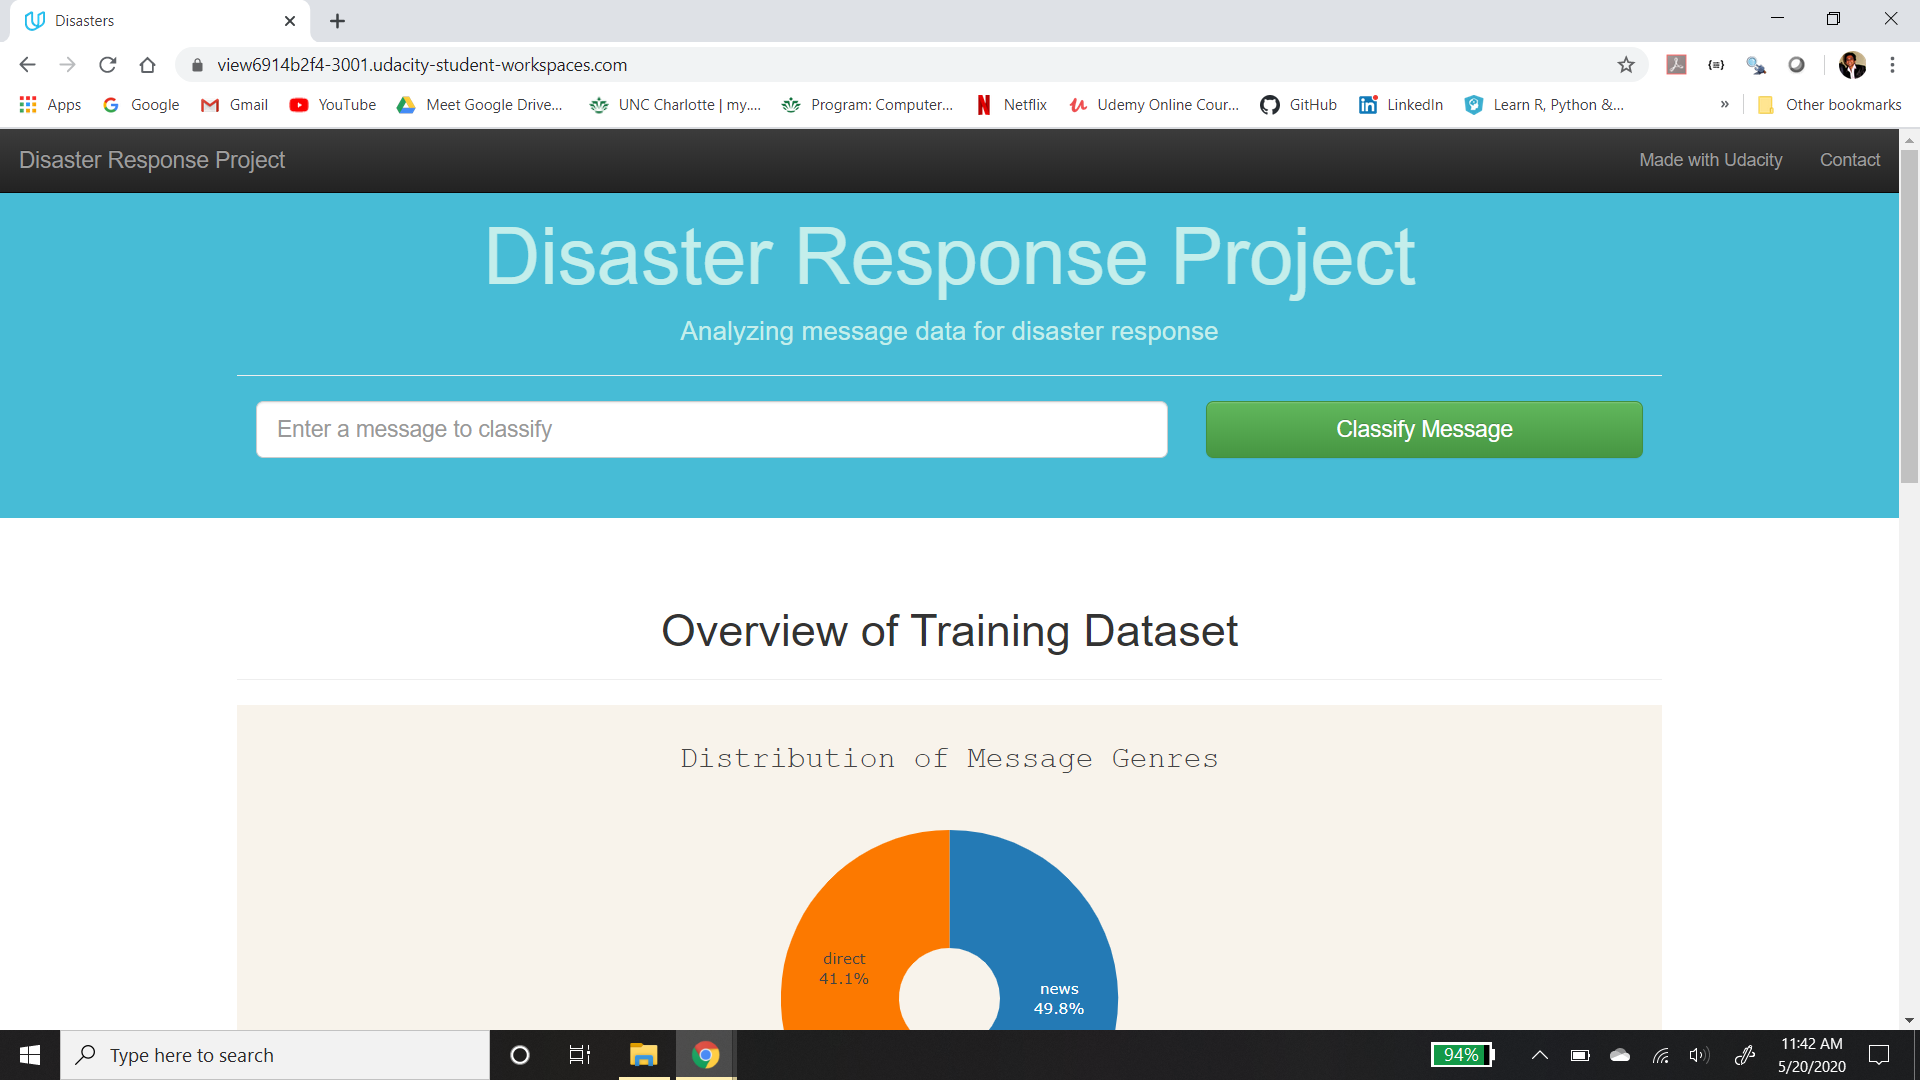 Disasters
view6914b2f4-3001.udacity-student-workspaces.com
Apps Google Gmail YouTube Meet Google Drive... UNC Charlotte | my.... Program: Computer... Netflix Udemy Online Cour... GitHub LinkedIn Learn R, Python &... » Other bookmarks
Disaster Response Project Made with Udacity Contact
Disaster Response Project
Analyzing message data for disaster response
Enter a message to classify Classify Message
Overview of Training Dataset
Distribution of Message Genres
direct
41.1%
news
49.8%
Type here to search
94%
11:42 AM
5/20/2020